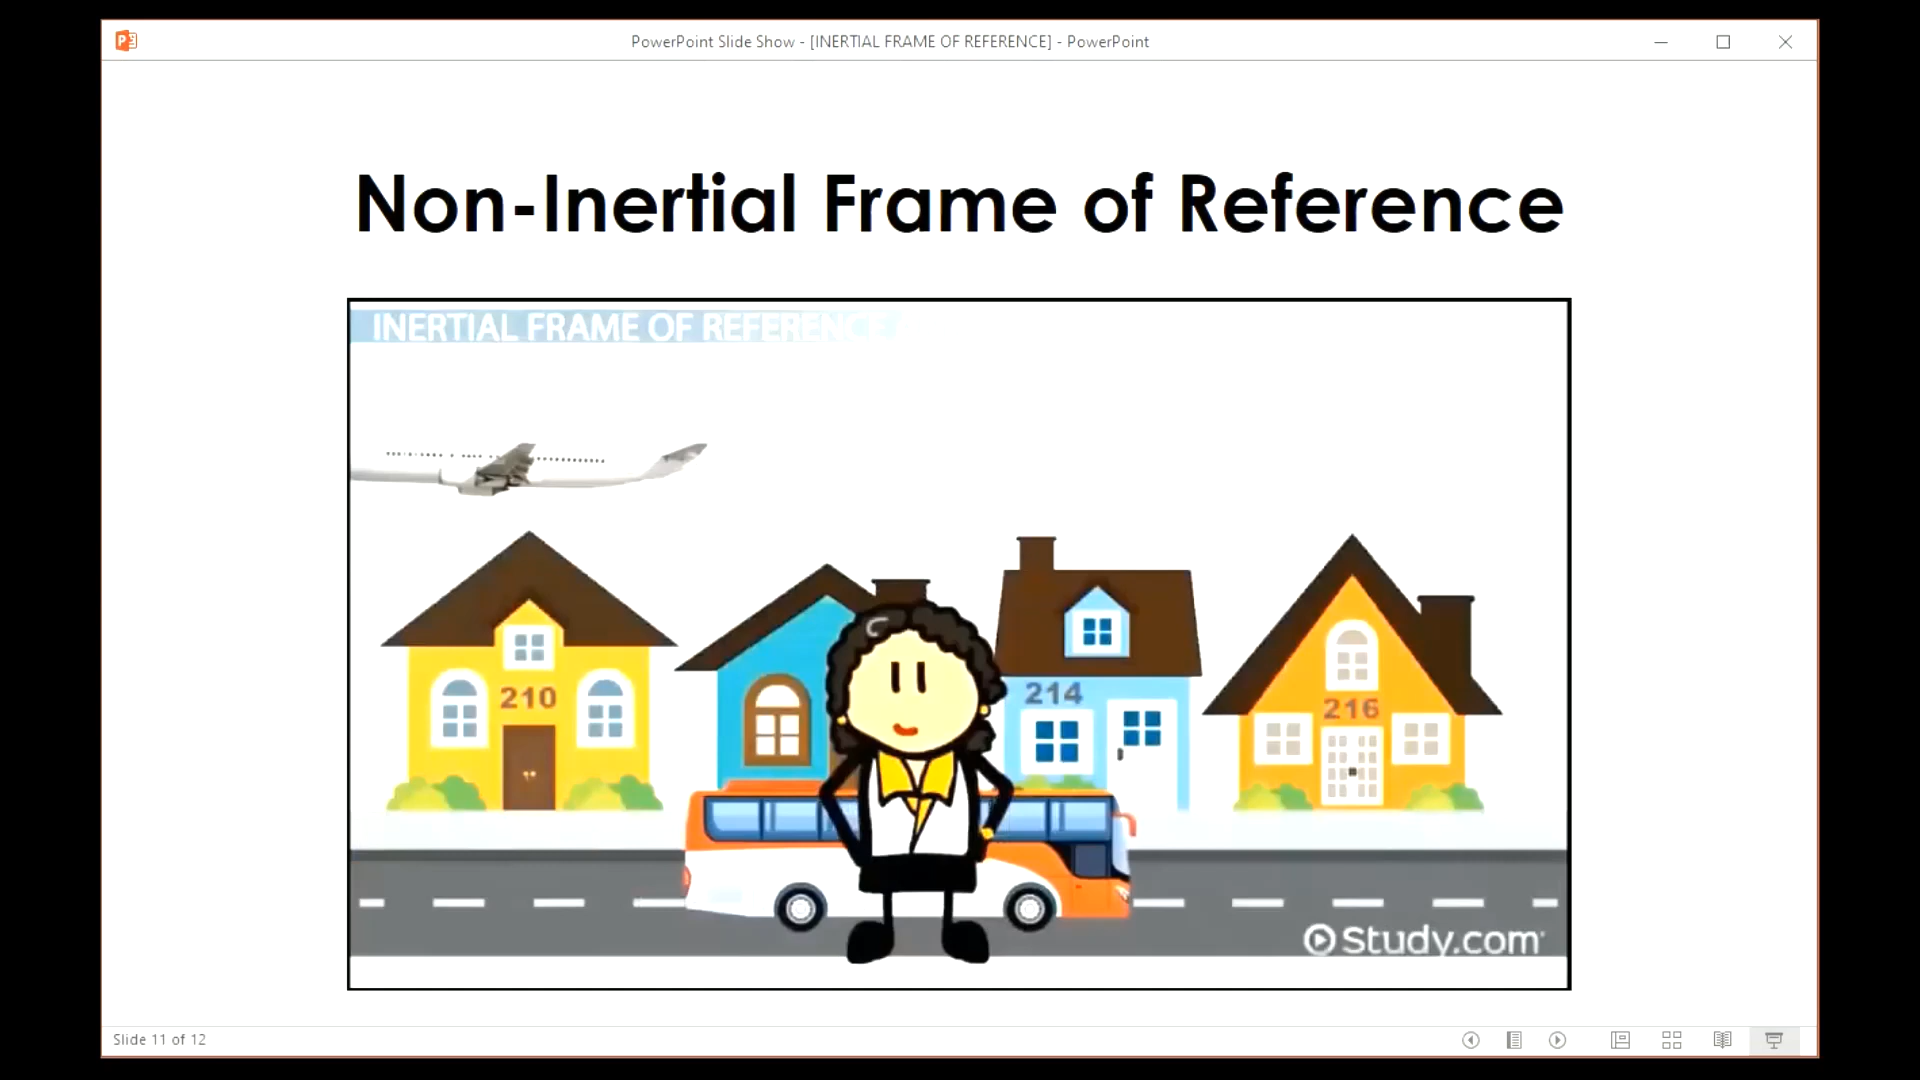 PowerPoint Slide Show - [INERTIAL FRAME OF REFERENCE] - PowerPoint
Non-Inertial Frame of Reference
INERTIAL FRAME OF REFERENCE
210
214
216
Study.com
Slide 11 of 12